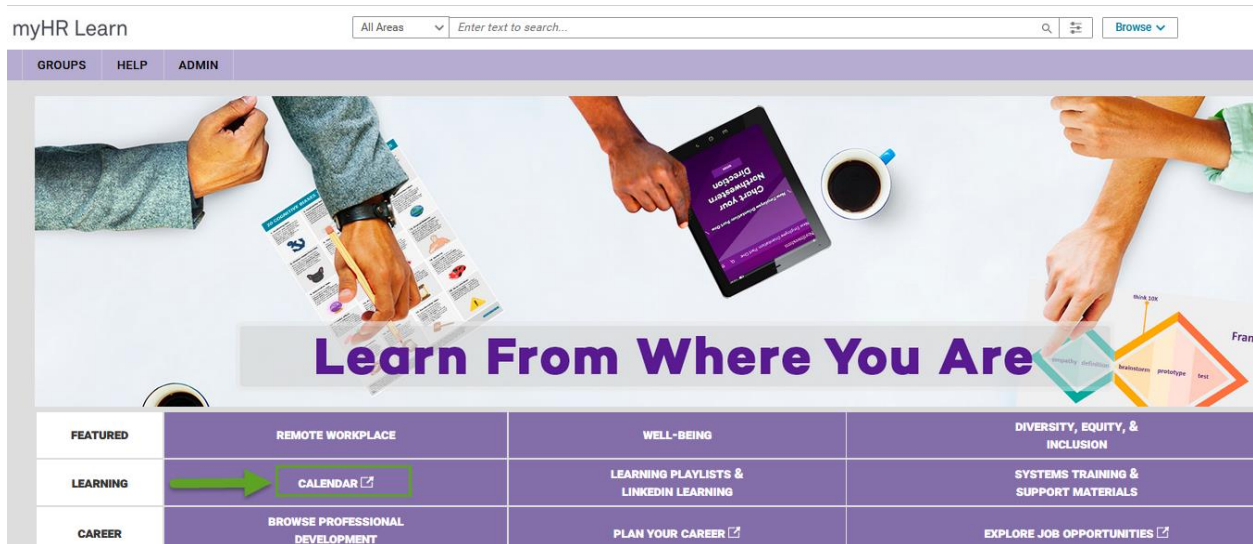 myHR Learn
All Areas
Enter text to search...
Browse
GROUPS HELP ADMIN
Chart your
Northwestern
Direction
think 10X
Fran
empathy definition brainstorm prototype test
Learn From Where You Are
FEATURED
REMOTE WORKPLACE
WELL-BEING
DIVERSITY, EQUITY, &
INCLUSION
LEARNING
CALENDAR
LEARNING PLAYLISTS &
LINKEDIN LEARNING
SYSTEMS TRAINING &
SUPPORT MATERIALS
CAREER
BROWSE PROFESSIONAL
DEVELOPMENT
PLAN YOUR CAREER
EXPLORE JOB OPPORTUNITIES